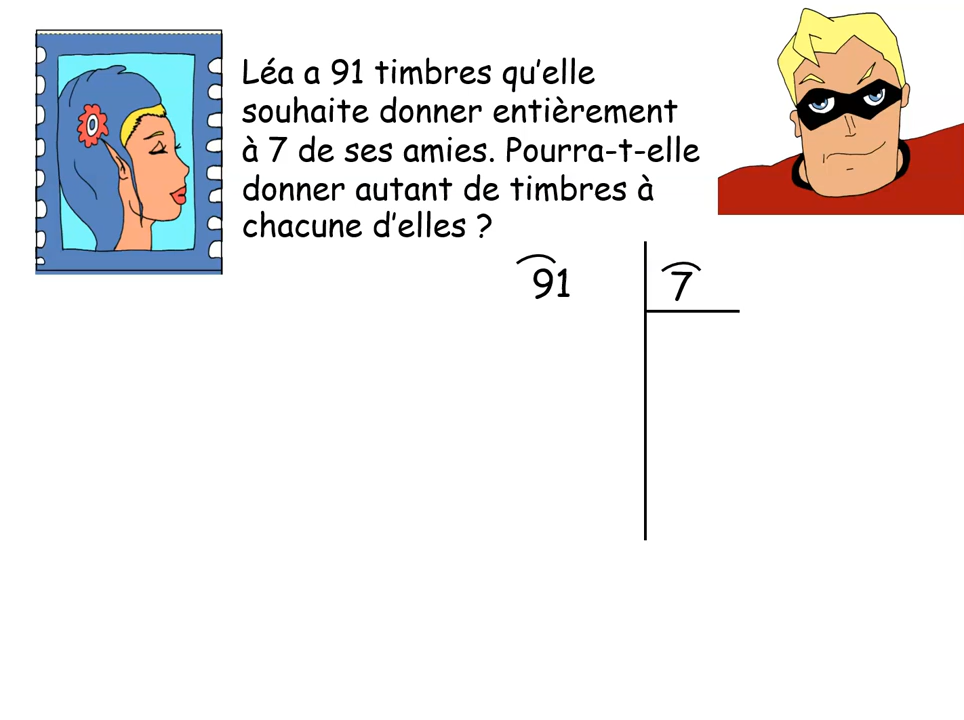 Léa a 91 timbres qu'elle
souhaite donner entièrement
à 7 de ses amies. Pourra-t-elle
donner autant de timbres à
chacune d'elles ?
91 7